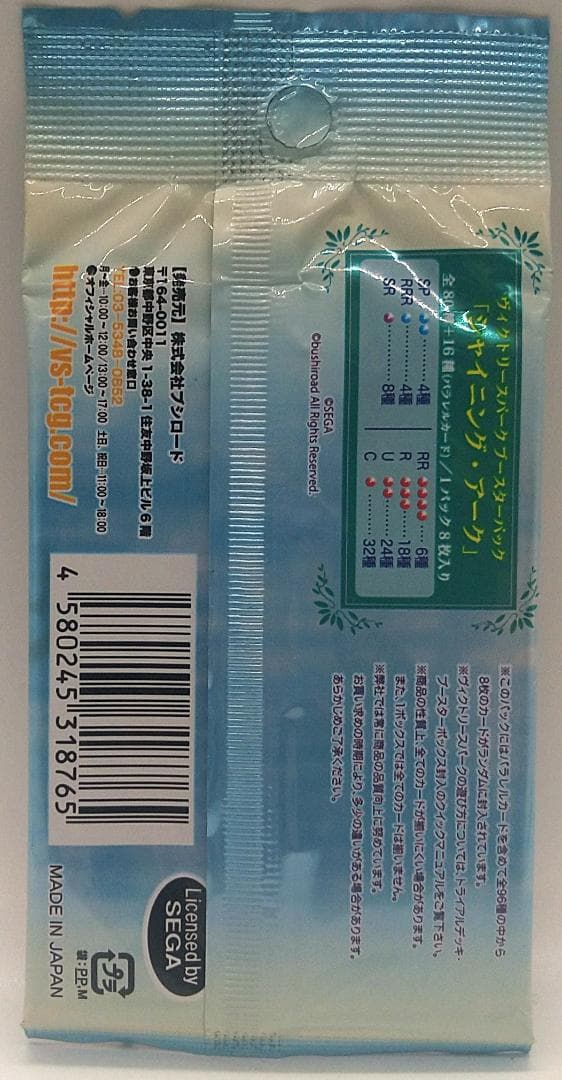 ヴィクトリースパーク ブースターパック
「シャイニング・アーク」
全80種+16種(パラレルカード)/1パック8枚入り
SP ‥‥‥4種
RRR ‥‥‥4種
SR ‥‥‥8種
RR ‥‥‥6種
R ‥‥‥18種
U ‥‥‥24種
C ‥‥‥32種
©SEGA
©bushiroad All Rights Reserved.
※このパックにはパラレルカードを含めて全96種の中から
8枚のカードがランダムに封入されています。
※ヴィクトリースパークの遊び方については、トライアルデッキ・
ブースターボックス封入のクイックマニュアルをご覧下さい。
※商品の性質上、全てのカードが揃いにくい場合があります。
また、1ボックスでは全てのカードは揃いません。
※弊社では常に商品の品質向上に努めています。
お買い求めの時期により、多少の違いがある場合があります。
あらかじめご了承ください。
【発売元】株式会社ブシロード
〒164-0011
東京都中野区中央 1-38-1 住友中野坂上ビル6階
●お客様お問い合わせ窓口
TEL.03-5348-0852
月~金…10:00~12:00/13:00~17:00 土日、祝日…11:00~18:00
●オフィシャルホームページ
http://vs-tcg.com/
4 580245 318765
Licensed by
SEGA
MADE IN JAPAN
プラ
袋:PP,M